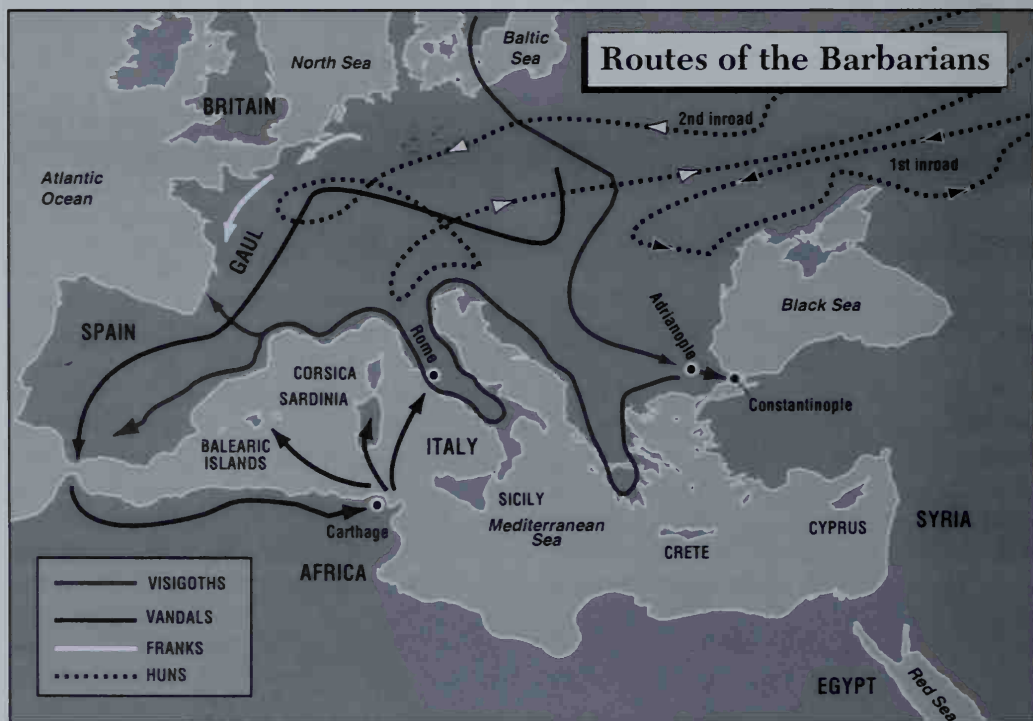 Routes of the Barbarians
North Sea
Baltic
Sea
BRITAIN
2nd inroad
1st inroad
Atlantic
Ocean
GAUL
Black Sea
SPAIN
Adrianople
Rome
CORSICA
SARDINIA
Constantinople
BALEARIC
ISLANDS
ITALY
SICILY
Mediterranean
Sea
Carthage
CRETE
CYPRUS
SYRIA
AFRICA
VISIGOTHS
VANDALS
FRANKS
HUNS
EGYPT
Red Sea